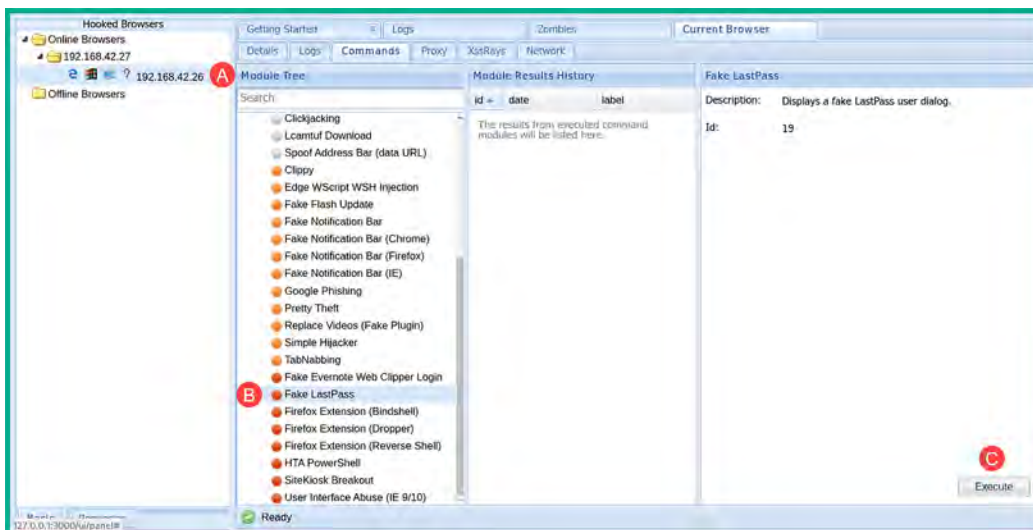 Hooked Browsers
Online Browsers
192.168.42.27
? 192.168.42.26
Offline Browsers
Getting Started
Logs
Zombies
Current Browser
Details
Logs
Commands
Proxy
XssRays
Network
A
Module Tree
Search
Clickjacking
Lcamtuf Download
Spoof Address Bar (data URL)
Clippy
Edge WScript WSH Injection
Fake Flash Update
Fake Notification Bar
Fake Notification Bar (Chrome)
Fake Notification Bar (Firefox)
Fake Notification Bar (IE)
Google Phishing
Pretty Theft
Replace Videos (Fake Plugin)
Simple Hijacker
TabNabbing
Fake Evernote Web Clipper Login
B
Fake LastPass
Firefox Extension (Bindshell)
Firefox Extension (Dropper)
Firefox Extension (Reverse Shell)
HTA PowerShell
SiteKiosk Breakout
User Interface Abuse (IE 9/10)
Module Results History
id
date
label
The results from executed command
modules will be listed here.
Fake LastPass
Description: Displays a fake LastPass user dialog.
Id: 19
C
Execute
127.0.0.1:3000/ui/panel#
Ready